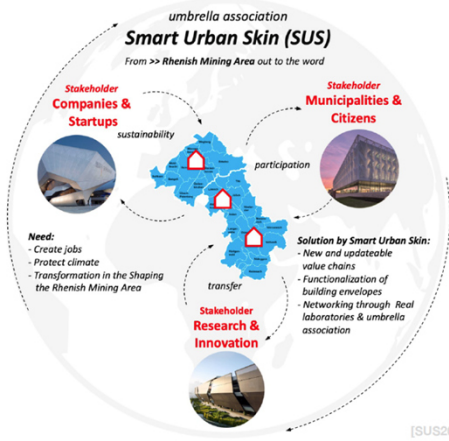 umbrella association
Smart Urban Skin (SUS)
From >> Rhenish Mining Area out to the word
Stakeholder
Companies &
Startups
sustainability
Stakeholder
Municipalities &
Citizens
participation
Need:
- Create jobs
- Protect climate
- Transformation in the Shaping
the Rhenish Mining Area
Solution by Smart Urban Skin:
- New and updateable
value chains
- Functionalization of
building envelopes
- Networking through Real
laboratories & umbrella
association
transfer
Stakeholder
Research &
Innovation